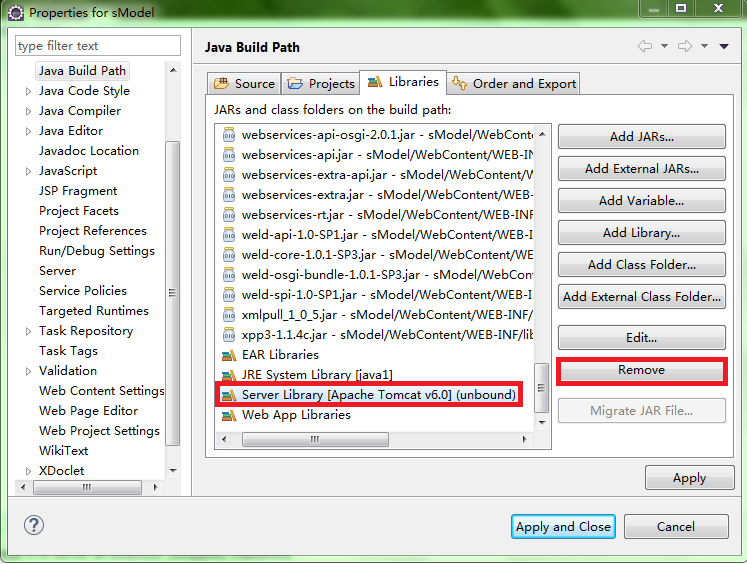 Properties for sModel
type filter text
Java Build Path
Java Code Style
Java Compiler
Java Editor
Javadoc Location
JavaScript
JSP Fragment
Project Facets
Project References
Run/Debug Settings
Server
Service Policies
Targeted Runtimes
Task Repository
Task Tags
Validation
Web Content Settings
Web Page Editor
Web Project Settings
WikiText
XDoclet
Java Build Path
Source
Projects
Libraries
Order and Export
JARs and class folders on the build path:
webservices-api-osgi-2.0.1.jar - sModel/WebConte
webservices-api.jar - sModel/WebContent/WEB-IN
webservices-extra-api.jar - sModel/WebContent/W
webservices-extra.jar - sModel/WebContent/WEB-
webservices-rt.jar - sModel/WebContent/WEB-INF/
weld-api-1.0-SP1.jar - sModel/WebContent/WEB-I
weld-core-1.0.1-SP3.jar - sModel/WebContent/WE
weld-osgi-bundle-1.0.1-SP3.jar - sModel/WebCon
weld-spi-1.0-SP1.jar - sModel/WebContent/WEB-I
xmlpull_1_0_5.jar - sModel/WebContent/WEB-INF/
xpp3-1.1.4c.jar - sModel/WebContent/WEB-INF/lib
EAR Libraries
JRE System Library [java1]
Server Library [Apache Tomcat v6.0] (unbound)
Web App Libraries
Add JARs...
Add External JARs...
Add Variable...
Add Library...
Add Class Folder...
Add External Class Folder...
Edit...
Remove
Migrate JAR File...
Apply
Apply and Close
Cancel